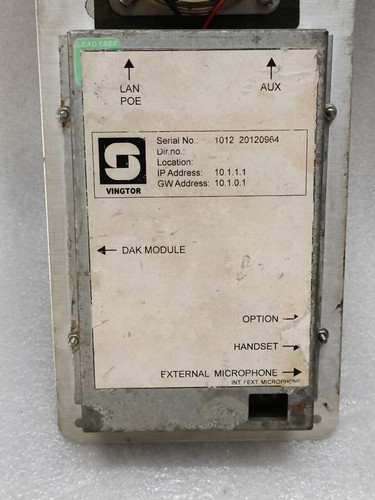 LEAD FREE
LAN
POE
AUX
Serial No.: 1012 20120964
Dir.no.:
Location:
IP Address: 10.1.1.1
GW Address: 10.1.0.1
VINGTOR
DAK MODULE
OPTION
HANDSET
EXTERNAL MICROPHONE
INT. / EXT. MICROPHONE